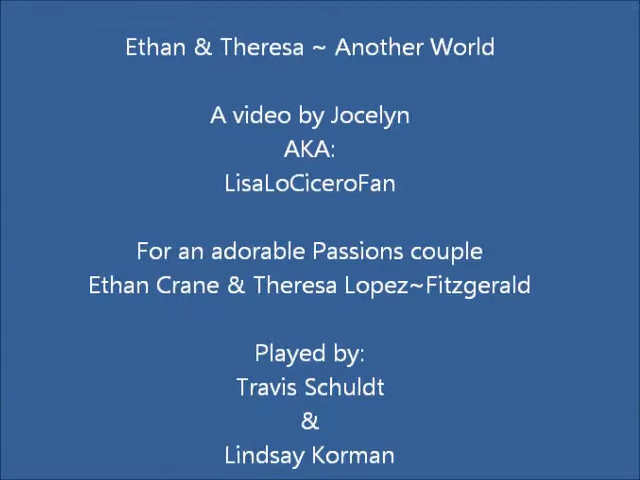 Ethan & Theresa ~ Another World
A video by Jocelyn
AKA:
LisaLoCiceroFan
For an adorable Passions couple
Ethan Crane & Theresa Lopez~Fitzgerald
Played by:
Travis Schuldt
&
Lindsay Korman